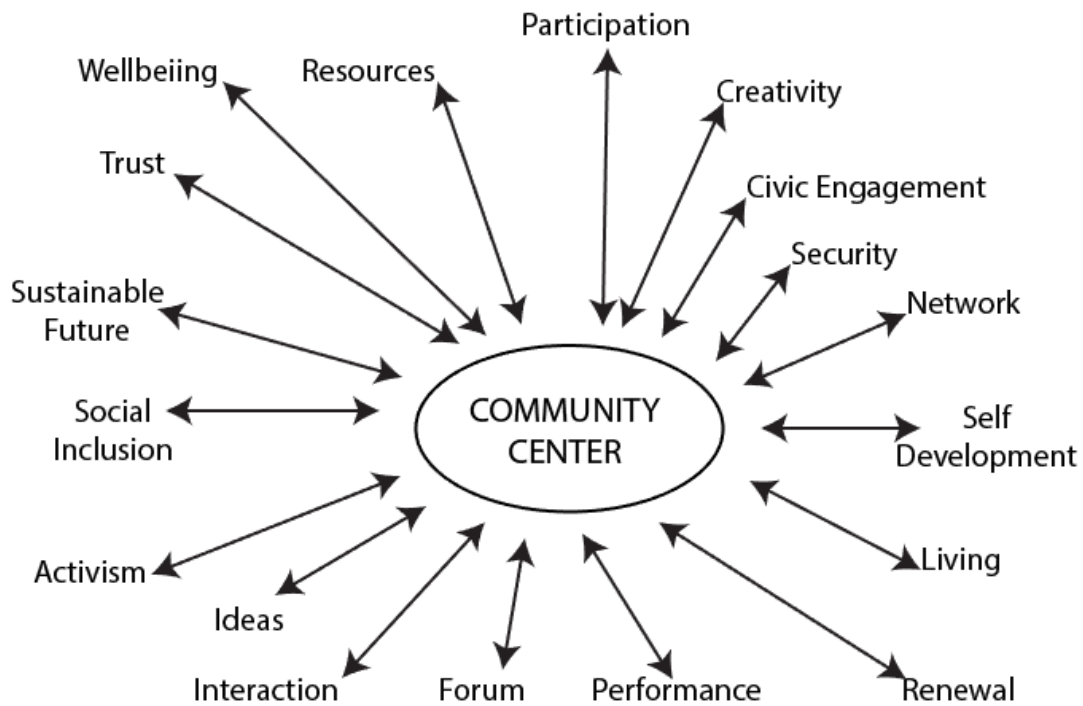 Participation
Wellbeiing
Resources
Creativity
Trust
Civic Engagement
Security
Sustainable
Future
Network
Social
Inclusion
COMMUNITY
CENTER
Self
Development
Activism
Living
Ideas
Interaction
Forum
Performance
Renewal